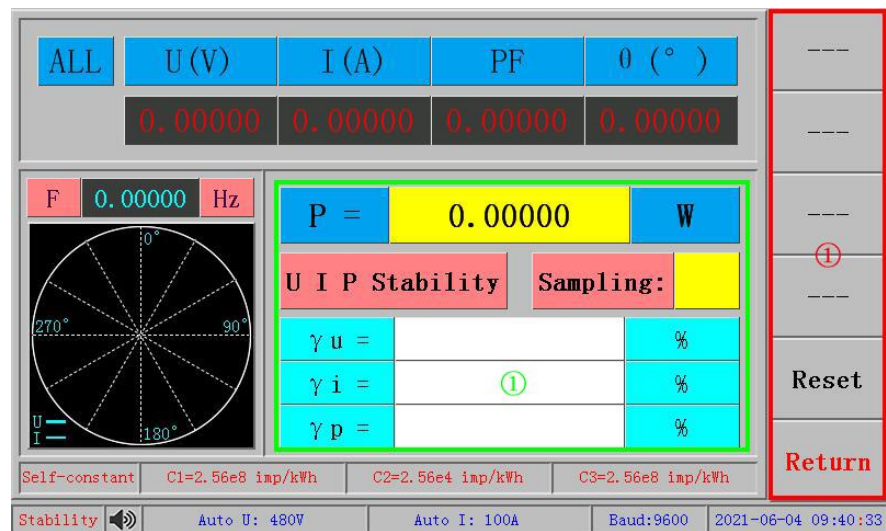 ALL U(V) I(A) PF θ(°)
0.00000 0.00000 0.00000 0.00000
F 0.00000 Hz
0°
270° 90°
180°
U
I
P = 0.00000 W
U I P Stability Sampling:
γu = %
γi = ① %
γp = %
---
---
---
①
---
Reset
Return
Self-constant C1=2.56e8 imp/kWh C2=2.56e4 imp/kWh C3=2.56e8 imp/kWh
Stability Auto U: 480V Auto I: 100A Baud:9600 2021-06-04 09:40:33